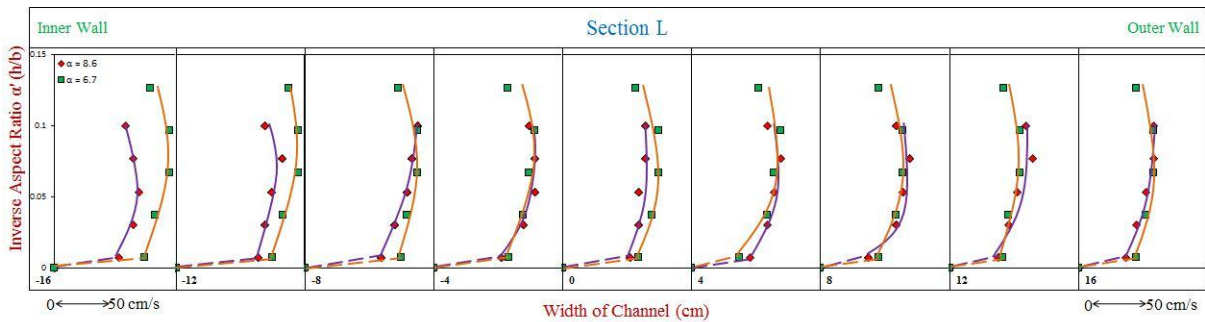 Inner Wall Section L Outer Wall
Inverse Aspect Ratio α' (h/b)
0.15
0.1
0.05
0
α = 8.6
α = 6.7
-16 -12 -8 -4 0 4 8 12 16
0 50 cm/s Width of Channel (cm) 0 50 cm/s